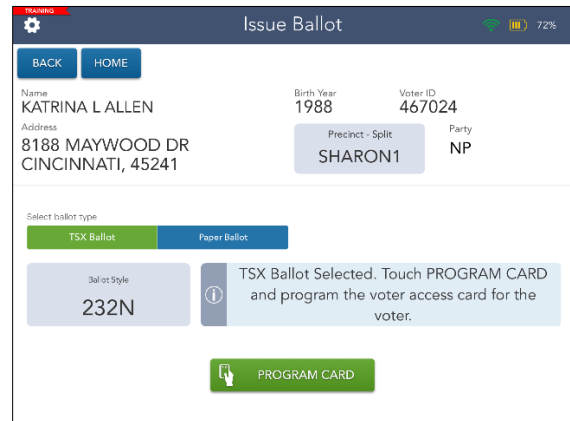 TRAINING
Issue Ballot
72%
BACK
HOME
Name
KATRINA L ALLEN
Birth Year
1988
Voter ID
467024
Address
8188 MAYWOOD DR
CINCINNATI, 45241
Precinct - Split
SHARON1
Party
NP
Select ballot type
TSX Ballot
Paper Ballot
Ballot Style
232N
TSX Ballot Selected. Touch PROGRAM CARD
and program the voter access card for the
voter.
PROGRAM CARD